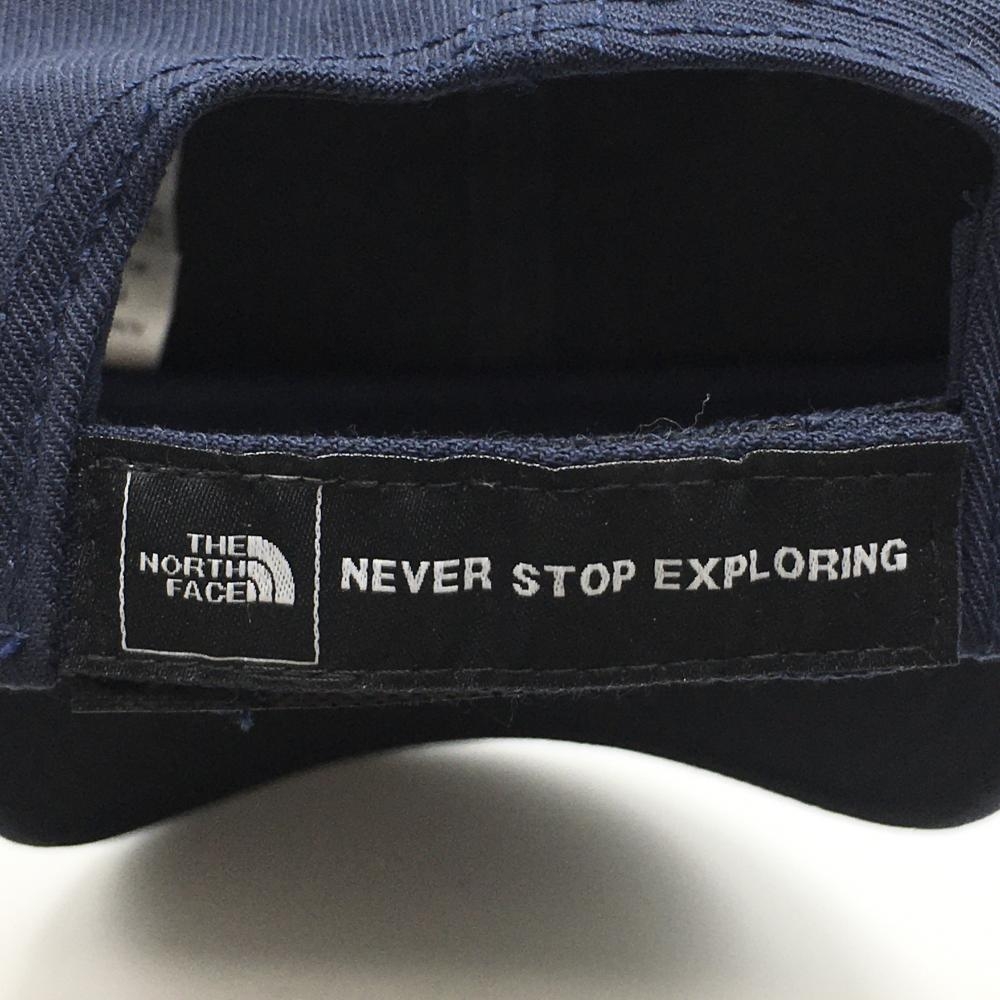 THE
NORTH
FACE
NEVER STOP EXPLORING